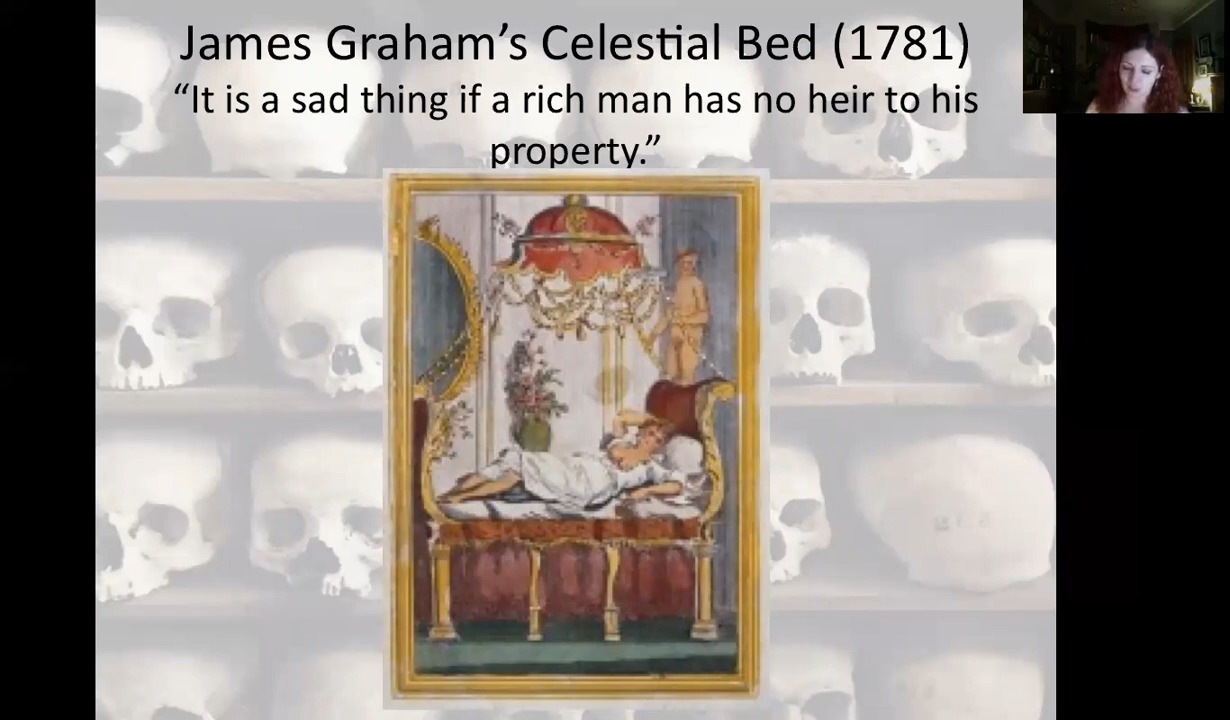 James Graham’s Celestial Bed (1781)
“It is a sad thing if a rich man has no heir to his
property.”